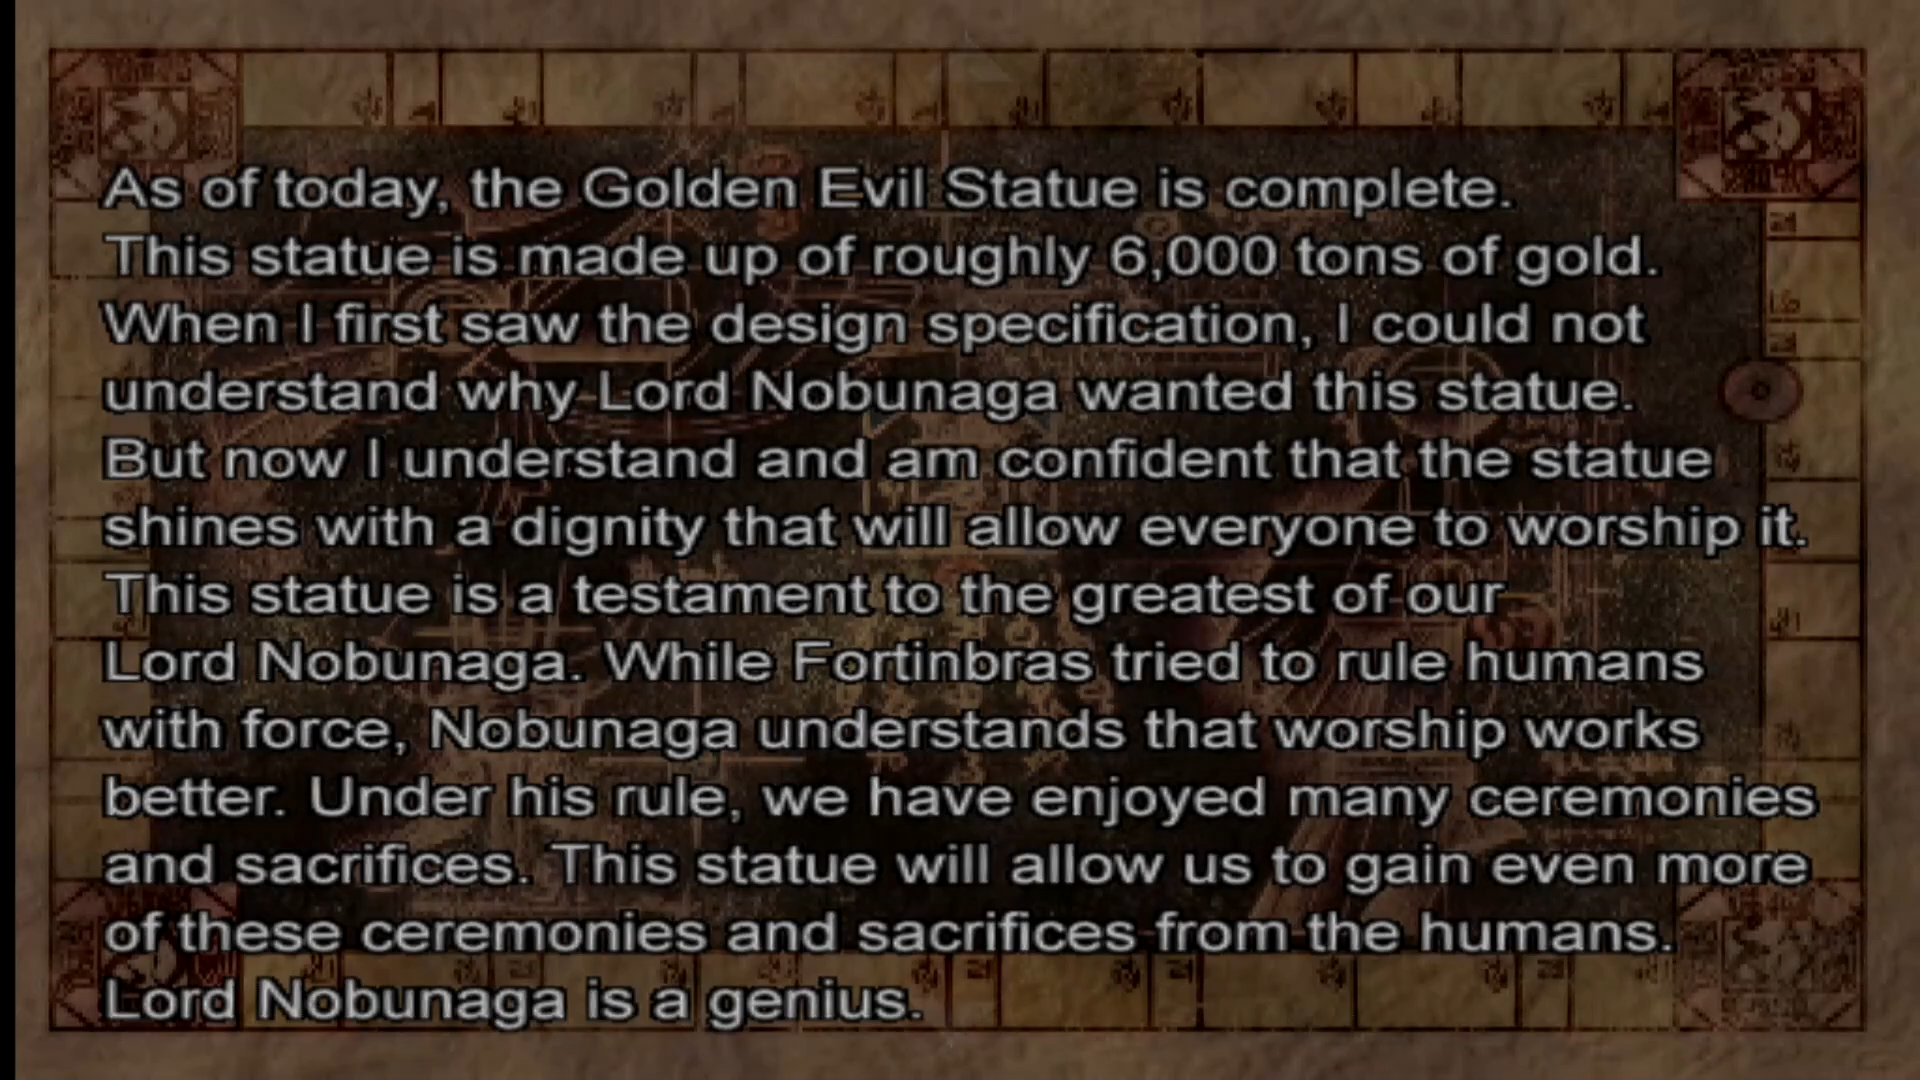 As of today, the Golden Evil Statue is complete.
This statue is made up of roughly 6,000 tons of gold.
When I first saw the design specification, I could not
understand why Lord Nobunaga wanted this statue.
But now I understand and am confident that the statue
shines with a dignity that will allow everyone to worship it.
This statue is a testament to the greatest of our
Lord Nobunaga. While Fortinbras tried to rule humans
with force, Nobunaga understands that worship works
better. Under his rule, we have enjoyed many ceremonies
and sacrifices. This statue will allow us to gain even more
of these ceremonies and sacrifices from the humans.
Lord Nobunaga is a genius.